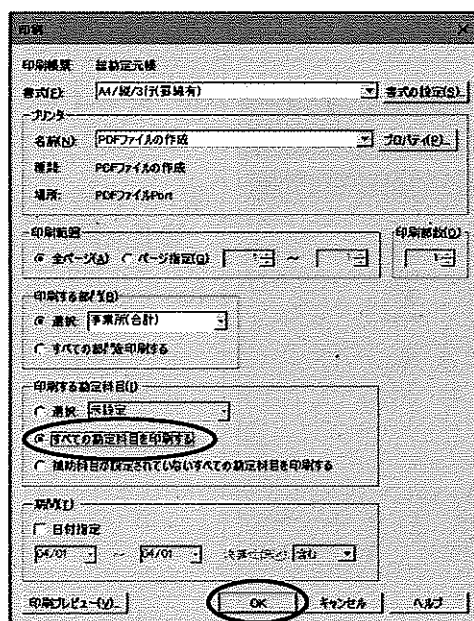 印刷
印刷帳票: 総勘定元帳
書式(F): A4/縦/3行(罫線有) 書式の設定(S)...
プリンタ
名前(N): PDFファイルの作成 プロパティ(P)...
種類: PDFファイルの作成
場所: PDFファイルPort
印刷範囲 印刷部数(O)
全ページ(A) ページ指定(G) 1 ～ 1 1
印刷する部門(B)
選択: 事業所(合計)
すべての部門を印刷する
印刷する勘定科目(I)
選択: 未設定
すべての勘定科目を印刷する
補助科目が設定されていないすべての勘定科目を印刷する
期間(T)
日付指定
04/01 ～ 04/01 含む
印刷プレビュー(V)... OK キャンセル ヘルプ